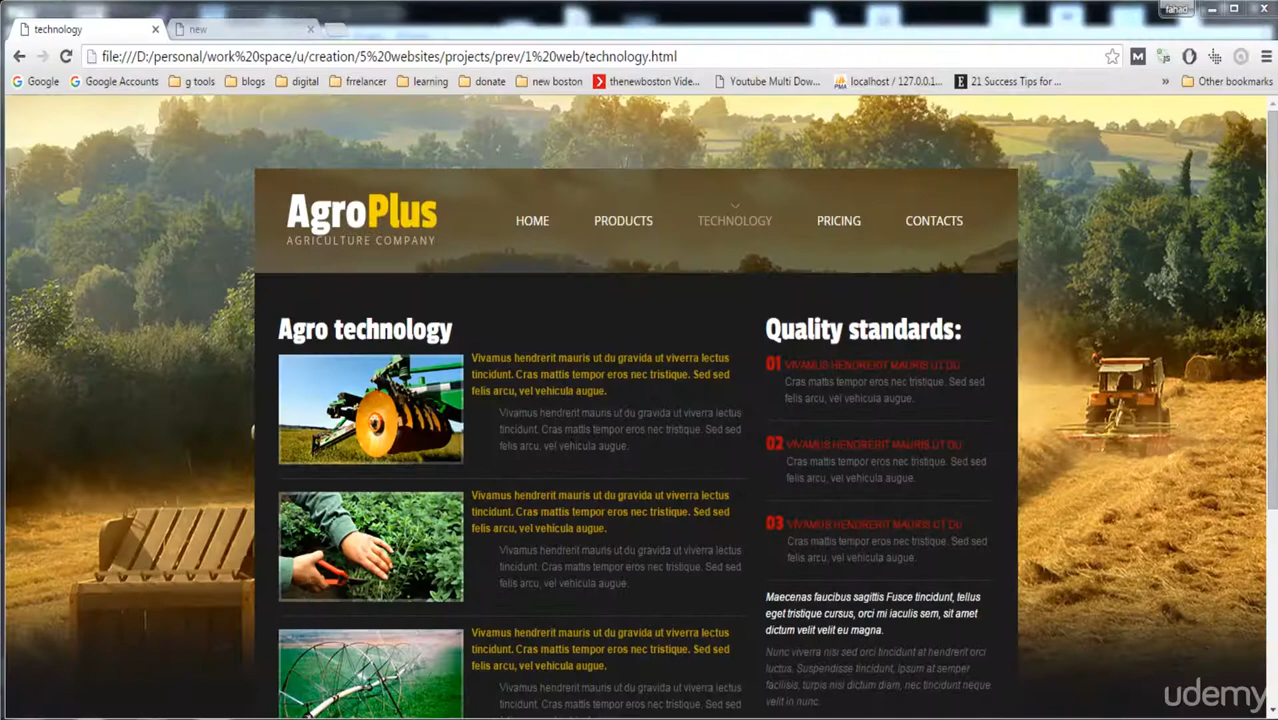 fahad
technology
new
file:///D:/personal/work%20space/u/creation/5%20websites/projects/prev/1%20web/technology.html
Google
Google Accounts
g tools
blogs
digital
frrelancer
learning
donate
new boston
thenewboston Vide...
Youtube Multi Dow...
localhost / 127.0.0.1...
21 Success Tips for ...
» Other bookmarks
AgroPlus
AGRICULTURE COMPANY
HOME
PRODUCTS
TECHNOLOGY
PRICING
CONTACTS
Agro technology
Vivamus hendrerit mauris ut du gravida ut viverra lectus
tincidunt. Cras mattis tempor eros nec tristique. Sed sed
felis arcu, vel vehicula augue.
Vivamus hendrent mauris ut du gravida ut viverra lectus
tincidunt. Cras mattis tempor eros nec tristique. Sed sed
felis arcu, vel vehicula augue.
Vivamus hendrerit mauris ut du gravida ut viverra lectus
tincidunt. Cras mattis tempor eros nec tristique. Sed sed
felis arcu, vel vehicula augue.
Vivamus hendrent mauris ut du gravida ut viverra lectus
tincidunt. Cras mattis tempor eros nec tristique. Sed sed
felis arcu, vel vehicula augue.
Vivamus hendrerit mauris ut du gravida ut viverra lectus
tincidunt. Cras mattis tempor eros nec tristique. Sed sed
felis arcu, vel vehicula augue.
Vivamus hendrent mauris ut du gravida ut viverra lectus
tincidunt. Cras mattis tempor eros nec tristique. Sed sed
Quality standards:
01 VIVAMUS HENDRERIT MAURIS UT DU
Cras mattis tempor eros nec tristique. Sed sed
felis arcu, vel vehicula augue.
02 VIVAMUS HENDRERIT MAURIS UT DU
Cras mattis tempor eros nec tristique. Sed sed
felis arcu, vel vehicula augue.
03 VIVAMUS HENDRERIT MAURIS UT DU
Cras mattis tempor eros nec tristique. Sed sed
felis arcu, vel vehicula augue.
Maecenas faucibus sagittis Fusce tincidunt, tellus
eget tristique cursus, orci mi iaculis sem, sit amet
dictum velit velit eu magna.
Nunc viverra nisi sed orci tincidunt at hendrerit orci
luctus. Suspendisse tincidunt, ipsum at semper
facilisis, turpis nisi dictum diam, nec tincidunt neque
velit in nunc.
udemy